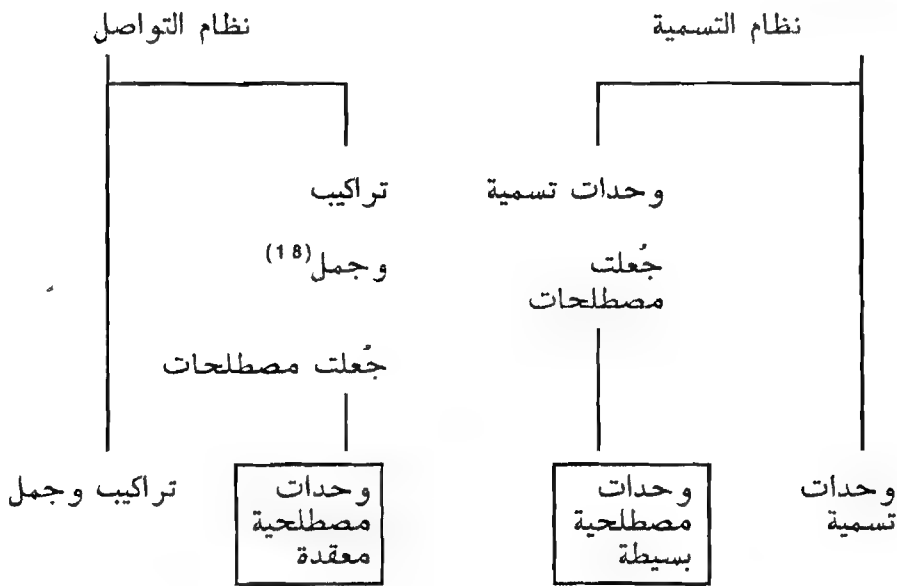 نظام التسمية
نظام التواصل
وحدات تسمية
جُعلت
مصطلحات
تراكيب
وجمل(18)
جُعلت مصطلحات
وحدات
تسمية
وحدات
مصطلحية
بسيطة
وحدات
مصطلحية
معقدة
تراكيب وجمل